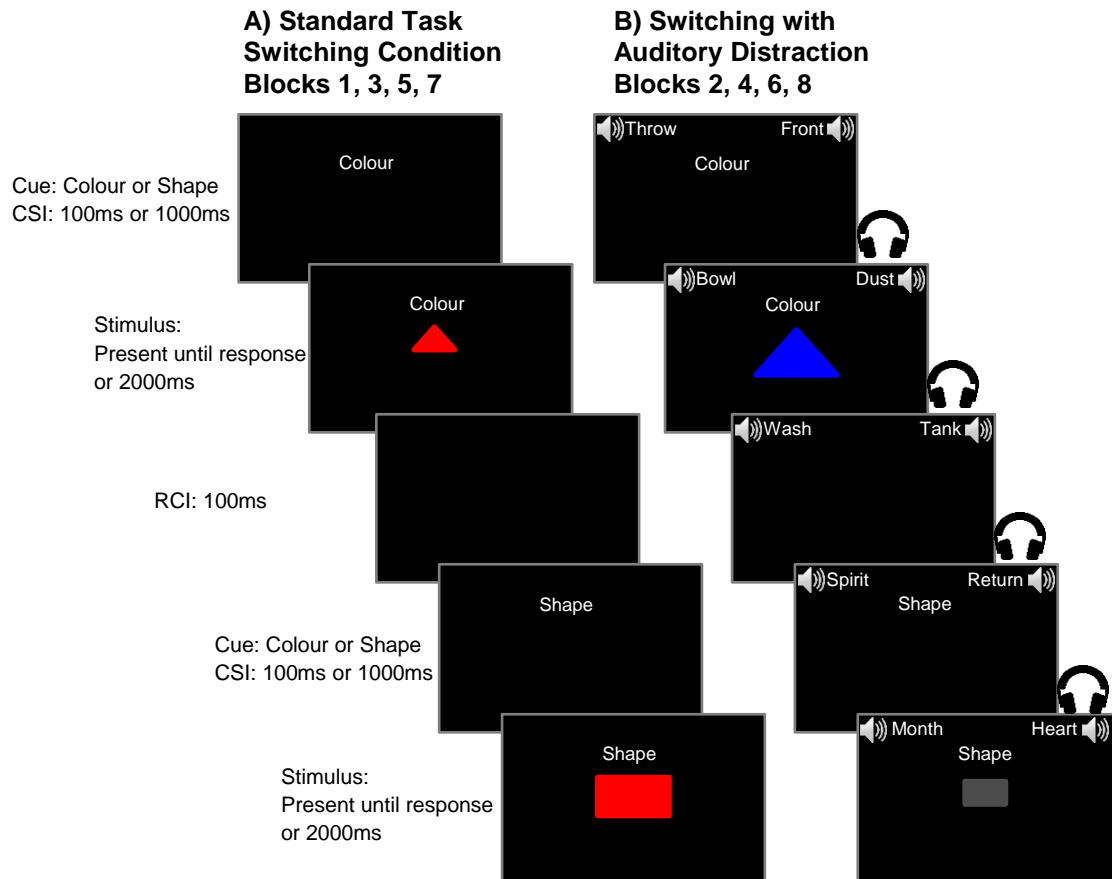 A) Standard Task
Switching Condition
Blocks 1, 3, 5, 7
B) Switching with
Auditory Distraction
Blocks 2, 4, 6, 8
Cue: Colour or Shape
CSI: 100ms or 1000ms
Colour
Throw Front
Colour
Stimulus:
Present until response
or 2000ms
Colour
Bowl Dust
Colour
RCI: 100ms
Wash Tank
Cue: Colour or Shape
CSI: 100ms or 1000ms
Shape
Spirit Return
Shape
Stimulus:
Present until response
or 2000ms
Shape
Month Heart
Shape